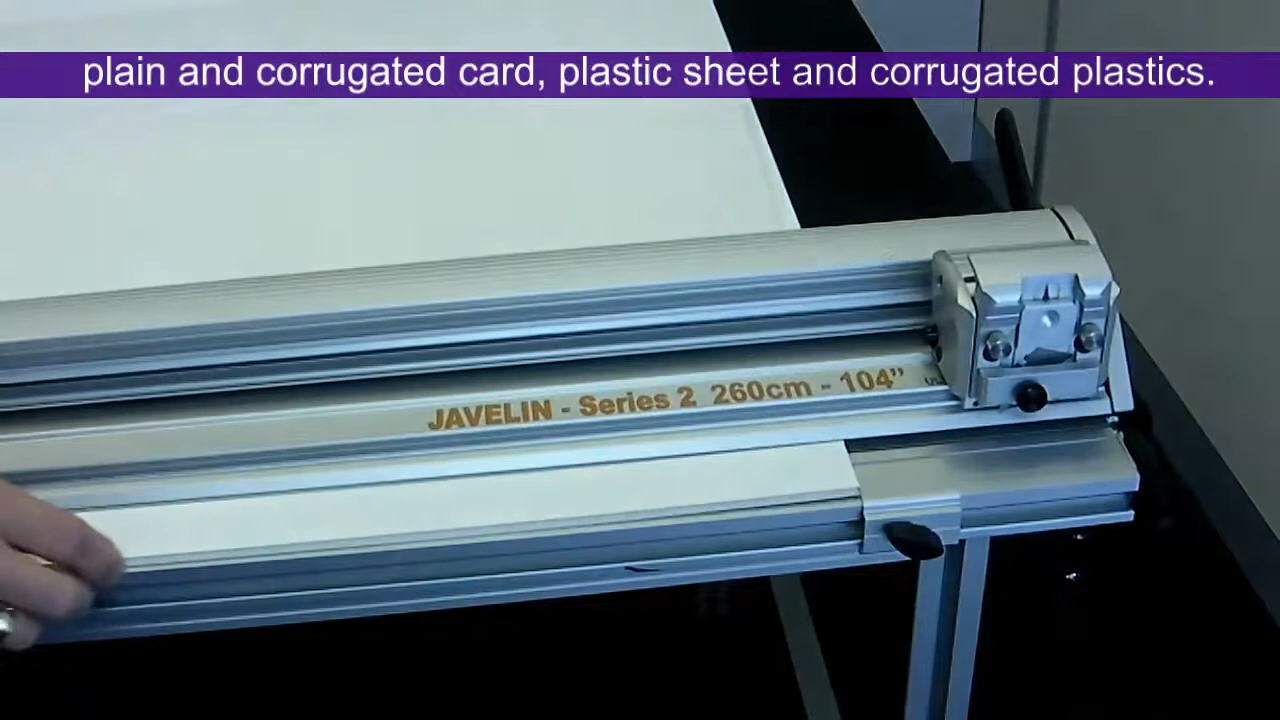 plain and corrugated card, plastic sheet and corrugated plastics.
JAVELIN - Series 2 260cm - 104”